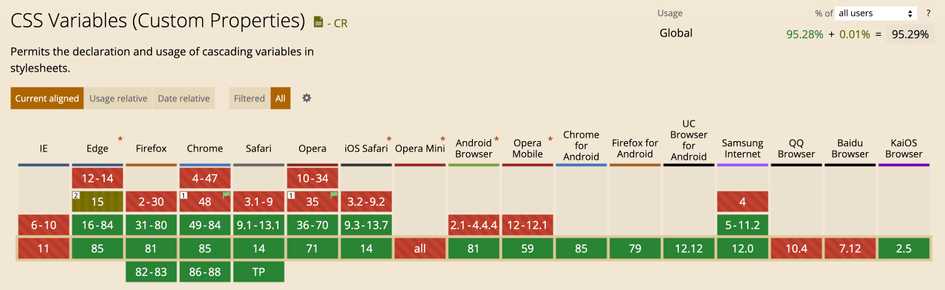 CSS Variables (Custom Properties) - CR
Usage % of all users ?
Global 95.28% + 0.01% = 95.29%
Permits the declaration and usage of cascading variables in
stylesheets.
Current aligned Usage relative Date relative Filtered All
IE Edge * Firefox Chrome Safari Opera * iOS Safari * Opera Mini * Android Browser * Opera Mobile * Chrome for Android Firefox for Android UC Browser for Android Samsung Internet QQ Browser Baidu Browser KaiOS Browser
12-14 4-47 10-34
2 15 2-30 1 48 3.1-9 1 35 3.2-9.2 4
6-10 16-84 31-80 49-84 9.1-13.1 36-70 9.3-13.7 2.1-4.4.4 12-12.1 5-11.2
11 85 81 85 14 71 14 all 81 59 85 79 12.12 12.0 10.4 7.12 2.5
82-83 86-88 TP